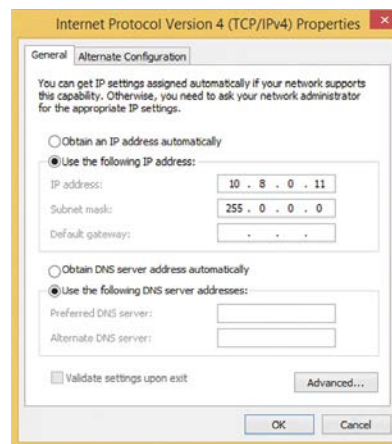 Internet Protocol Version 4 (TCP/IPv4) Properties
General
Alternate Configuration
You can get IP settings assigned automatically if your network supports
this capability. Otherwise, you need to ask your network administrator
for the appropriate IP settings.
Obtain an IP address automatically
Use the following IP address:
IP address: 10 . 8 . 0 . 11
Subnet mask: 255 . 0 . 0 . 0
Default gateway: . . .
Obtain DNS server address automatically
Use the following DNS server addresses:
Preferred DNS server:
Alternate DNS server:
Validate settings upon exit
Advanced...
OK
Cancel